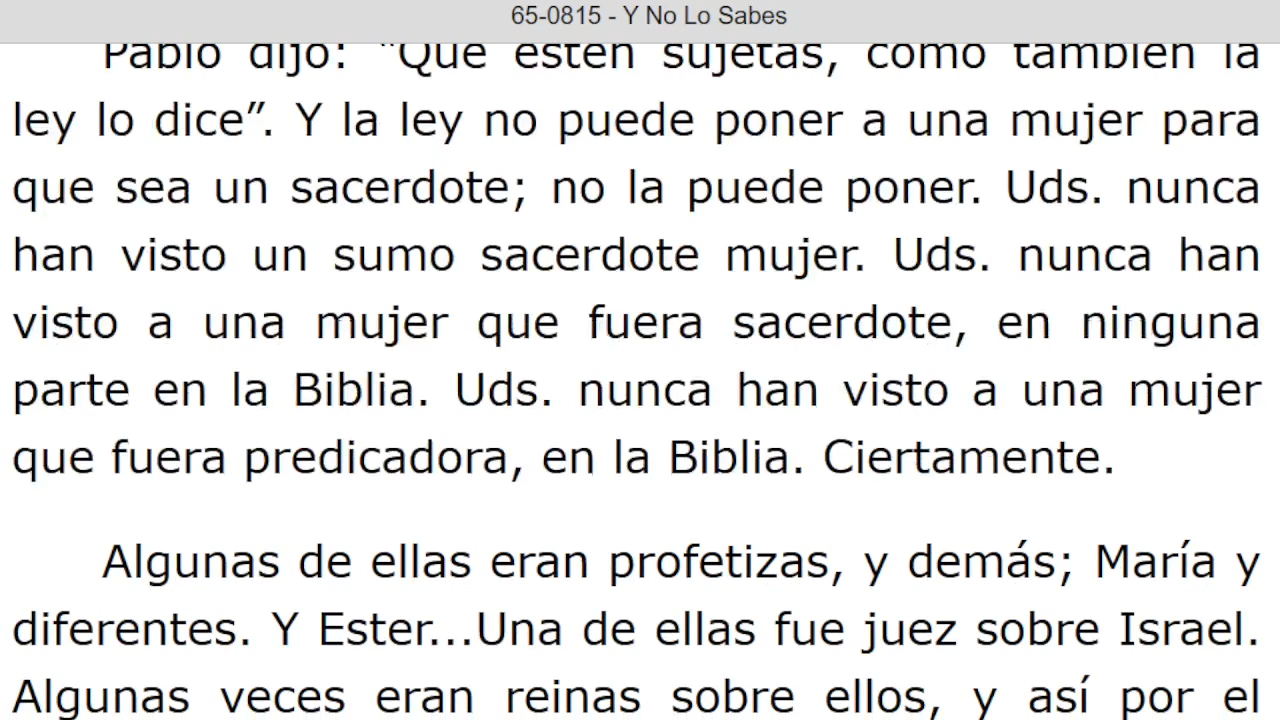 65-0815 - Y No Lo Sabes
Pablo dijo: "Que estén sujetas, como también la
ley lo dice”. Y la ley no puede poner a una mujer para
que sea un sacerdote; no la puede poner. Uds. nunca
han visto un sumo sacerdote mujer. Uds. nunca han
visto a una mujer que fuera sacerdote, en ninguna
parte en la Biblia. Uds. nunca han visto a una mujer
que fuera predicadora, en la Biblia. Ciertamente.
Algunas de ellas eran profetizas, y demás; María y
diferentes. Y Ester...Una de ellas fue juez sobre Israel.
Algunas veces eran reinas sobre ellos, y así por el